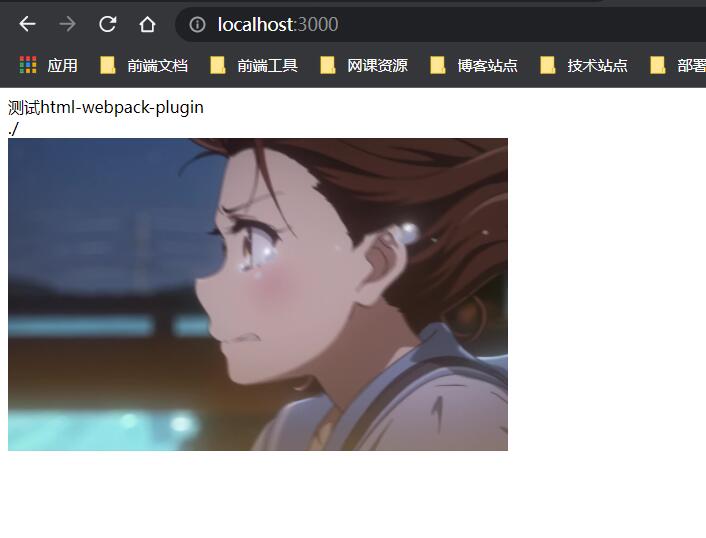 localhost:3000
应用 前端文档 前端工具 网课资源 博客站点 技术站点 部署
测试html-webpack-plugin
./